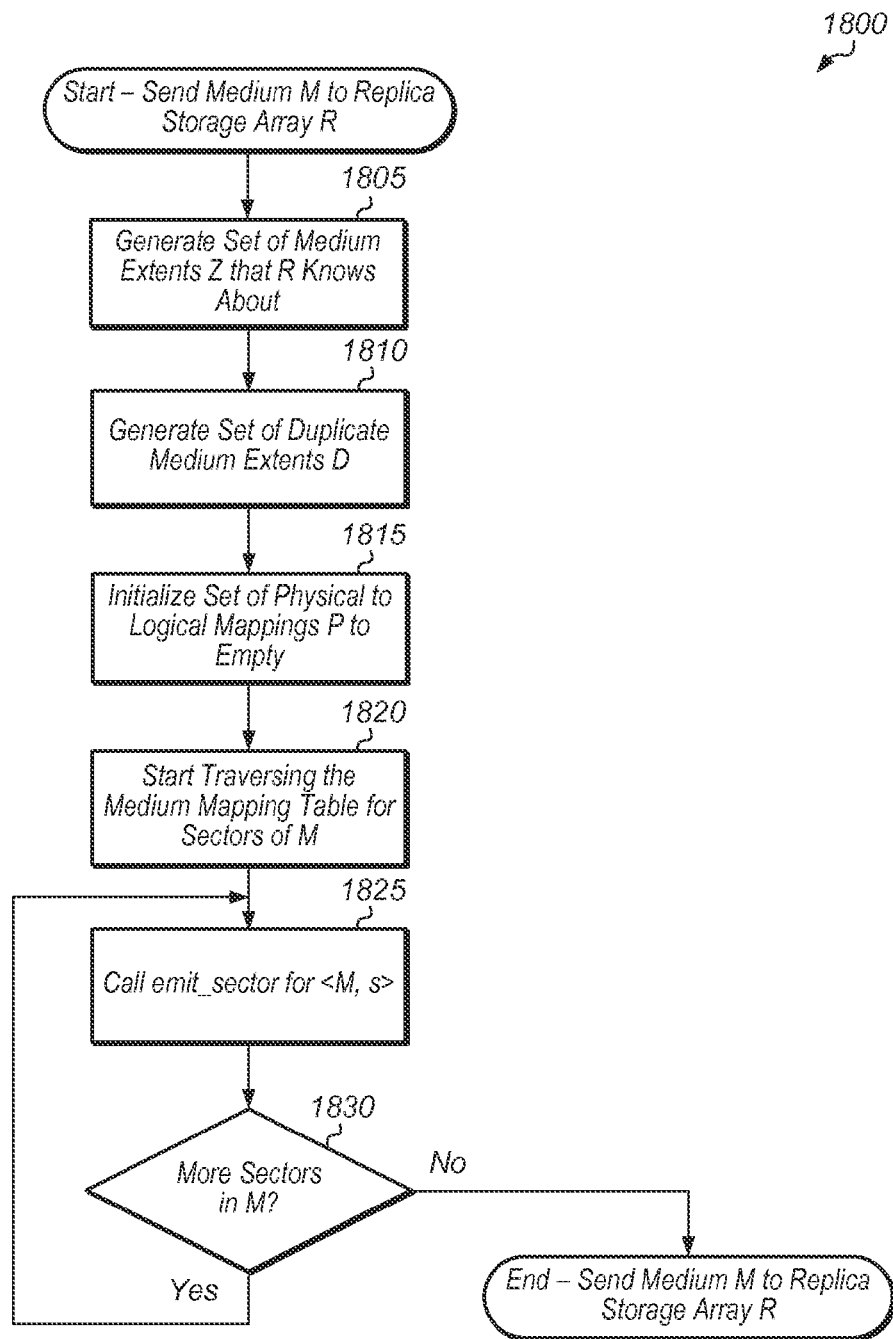 1800
Start – Send Medium M to Replica
Storage Array R
1805
Generate Set of Medium
Extents Z that R Knows
About
1810
Generate Set of Duplicate
Medium Extents D
1815
Initialize Set of Physical to
Logical Mappings P to
Empty
1820
Start Traversing the
Medium Mapping Table for
Sectors of M
1825
Call emit_sector for <M, s>
1830
More Sectors
in M?
No
Yes
End – Send Medium M to Replica
Storage Array R